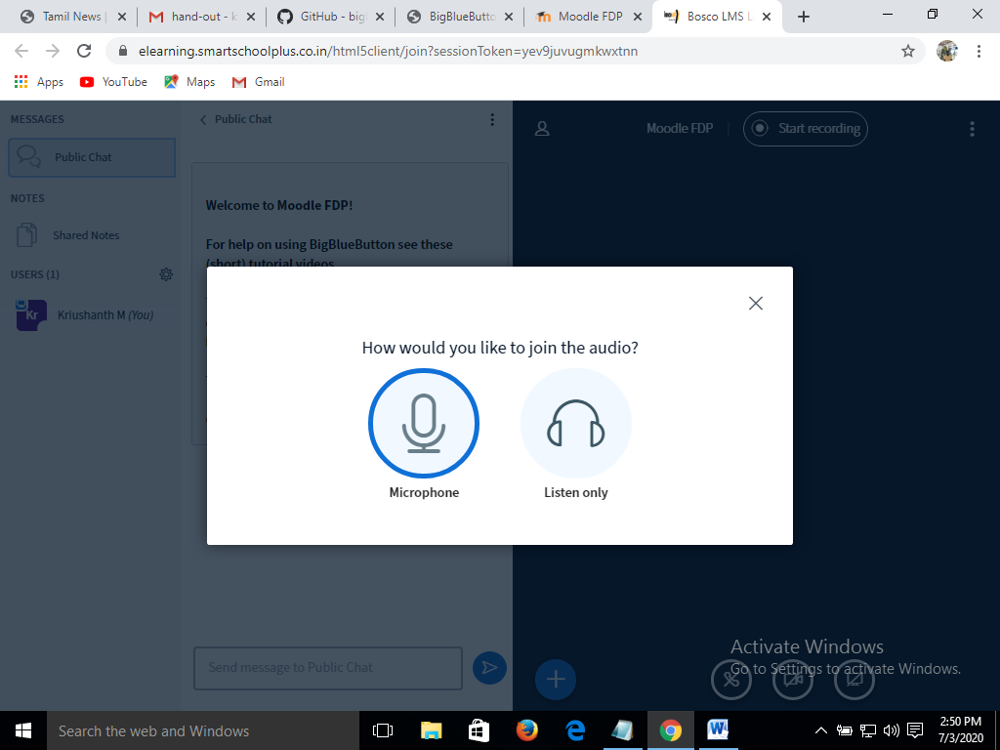 Tamil News
hand-out - k
GitHub - big
BigBlueButto
Moodle FDP
Bosco LMS L
elearning.smartschoolplus.co.in/html5client/join?sessionToken=yev9juvugmkwxtnn
Apps YouTube Maps Gmail
MESSAGES
Public Chat
NOTES
Shared Notes
USERS (1)
Kr Kriushanth M (You)
Public Chat
Welcome to Moodle FDP!
For help on using BigBlueButton see these
(short) tutorial videos
Send message to Public Chat
Moodle FDP
Start recording
How would you like to join the audio?
Microphone
Listen only
Activate Windows
Go to Settings to activate Windows.
Search the web and Windows
2:50 PM
7/3/2020